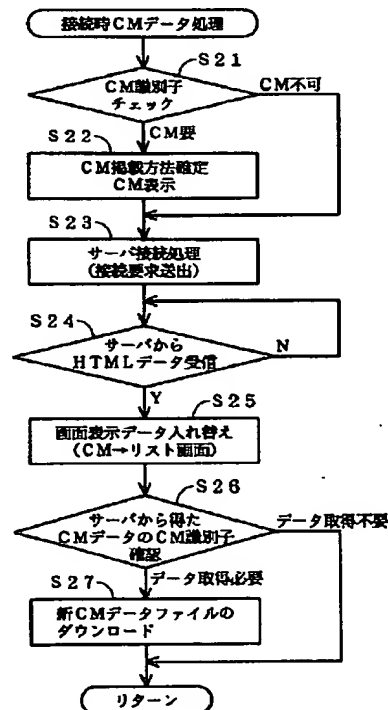 接続時CMデータ処理
S21
CM識別子
チェック
CM不可
CM要
S22
CM掲載方法確定
CM表示
S23
サーバ接続処理
(接続要求送出)
S24
サーバから
HTMLデータ受信
N
Y
S25
画面表示データ入れ替え
(CM→リスト画面)
S26
サーバから得た
CMデータのCM識別子
確認
データ取得不要
データ取得必要
S27
新CMデータファイルの
ダウンロード
リターン